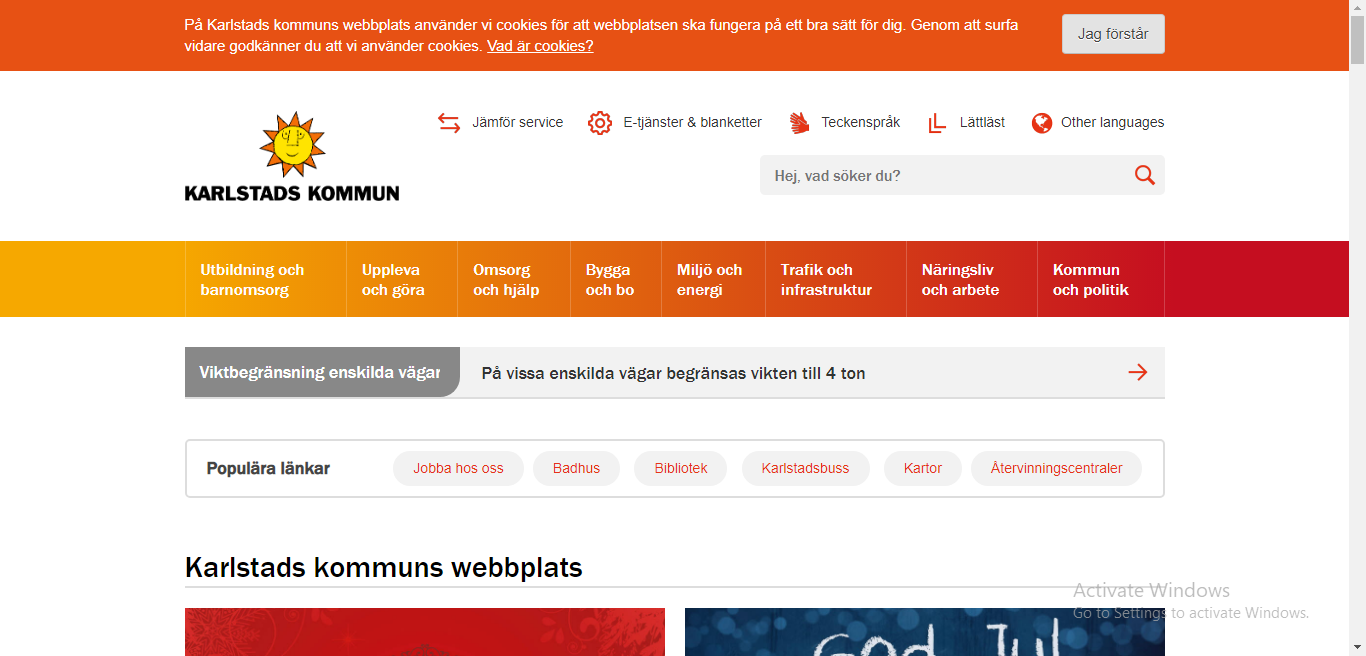 På Karlstads kommuns webbplats använder vi cookies för att webbplatsen ska fungera på ett bra sätt för dig. Genom att surfa
vidare godkänner du att vi använder cookies. Vad är cookies?
Jag förstår
Jämför service
E-tjänster & blanketter
Teckenspråk
Lättläst
Other languages
KARLSTADS KOMMUN
Hej, vad söker du?
Utbildning och
barnomsorg
Uppleva
och göra
Omsorg
och hjälp
Bygga
och bo
Miljö och
energi
Trafik och
infrastruktur
Näringsliv
och arbete
Kommun
och politik
Viktbegränsning enskilda vägar
På vissa enskilda vägar begränsas vikten till 4 ton
Populära länkar
Jobba hos oss
Badhus
Bibliotek
Karlstadsbuss
Kartor
Återvinningscentraler
Karlstads kommuns webbplats
God Jul
Activate Windows
Go to Settings to activate Windows.